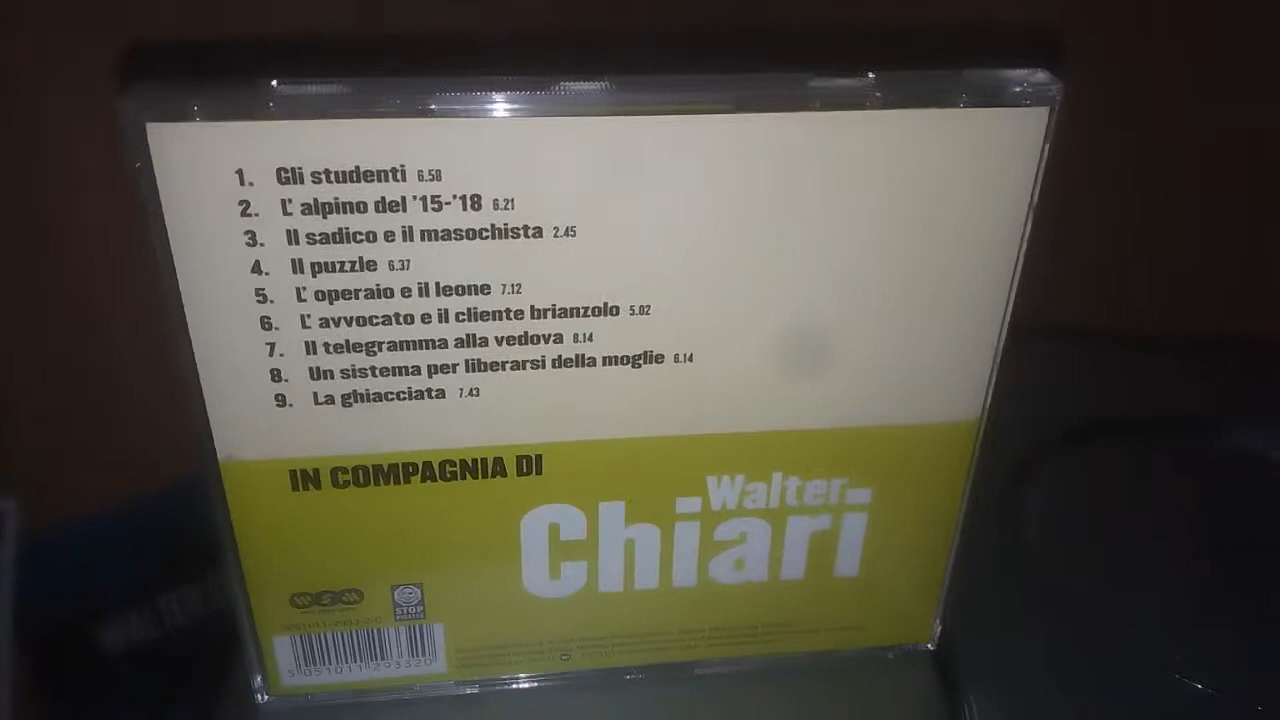 1. Gli studenti 6.58
2. L' alpino del '15-'18 6.21
3. Il sadico e il masochista 2.45
4. Il puzzle 6.37
5. L' operaio e il leone 7.12
6. L' avvocato e il cliente brianzolo 5.02
7. Il telegramma alla vedova 8.14
8. Un sistema per liberarsi della moglie 6.14
9. La ghiacciata 7.43
IN COMPAGNIA DI
Walter
Chiari
STOP
5 051011 293320